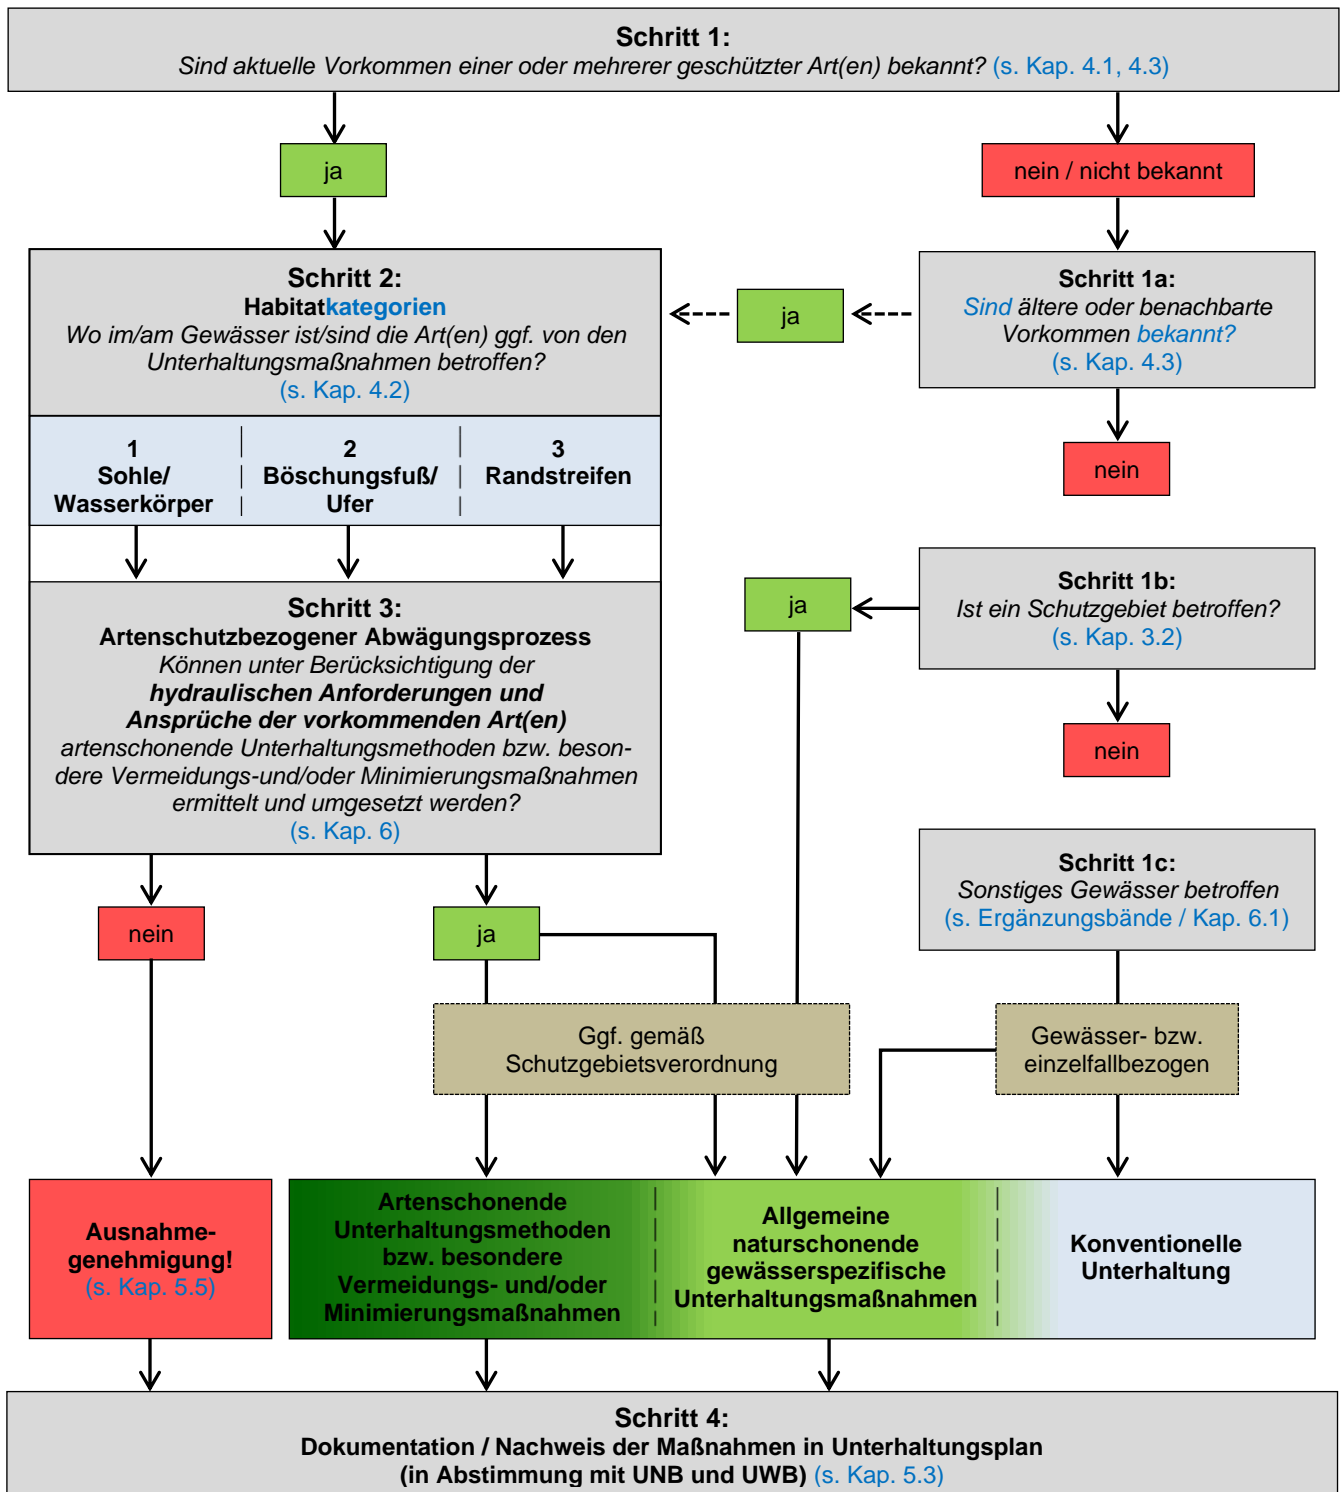 Schritt 1:
Sind aktuelle Vorkommen einer oder mehrerer geschützter Art(en) bekannt? (s. Kap. 4.1, 4.3)
ja
nein / nicht bekannt
Schritt 2:
Habitatkategorien
Wo im/am Gewässer ist/sind die Art(en) ggf. von den
Unterhaltungsmaßnahmen betroffen?
(s. Kap. 4.2)
ja
Schritt 1a:
Sind ältere oder benachbarte
Vorkommen bekannt?
(s. Kap. 4.3)
1
Sohle/
Wasserkörper
2
Böschungsfuß/
Ufer
3
Randstreifen
nein
Schritt 3:
Artenschutzbezogener Abwägungsprozess
Können unter Berücksichtigung der
hydraulischen Anforderungen und
Ansprüche der vorkommenden Art(en)
artenschonende Unterhaltungsmethoden bzw. beson-
dere Vermeidungs-und/oder Minimierungsmaßnahmen
ermittelt und umgesetzt werden?
(s. Kap. 6)
ja
Schritt 1b:
Ist ein Schutzgebiet betroffen?
(s. Kap. 3.2)
nein
Schritt 1c:
Sonstiges Gewässer betroffen
(s. Ergänzungsbände / Kap. 6.1)
nein
ja
Ggf. gemäß
Schutzgebietsverordnung
Gewässer- bzw.
einzelfallbezogen
Ausnahme-
genehmigung!
(s. Kap. 5.5)
Artenschonende
Unterhaltungsmethoden
bzw. besondere
Vermeidungs- und/oder
Minimierungsmaßnahmen
Allgemeine
naturschonende
gewässerspezifische
Unterhaltungsmaßnahmen
Konventionelle
Unterhaltung
Schritt 4:
Dokumentation / Nachweis der Maßnahmen in Unterhaltungsplan
(in Abstimmung mit UNB und UWB) (s. Kap. 5.3)